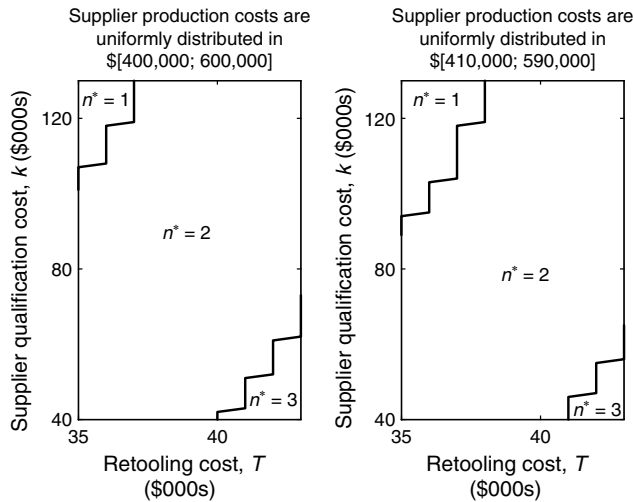 Supplier production costs are
uniformly distributed in
$[400,000; 600,000]
n* = 1
n* = 2
n* = 3
120
80
40
35
40
Supplier qualification cost, k ($000s)
Retooling cost, T
($000s)
Supplier production costs are
uniformly distributed in
$[410,000; 590,000]
n* = 1
n* = 2
n* = 3
120
80
40
35
40
Supplier qualification cost, k ($000s)
Retooling cost, T
($000s)